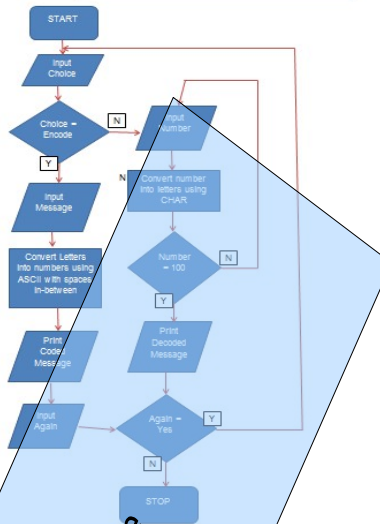 START
Input
Choice
Choice =
Encode
N
Y
Input
Message
Convert Letters
into numbers using
ASCII with spaces
in-between
Print
Coded
Message
Input
Again
Input
Number
N
Convert number
into letters using
CHAR
Number
= 100
N
Y
Print
Decoded
Message
Again =
Yes
Y
N
STOP